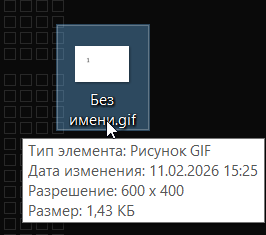 1
Без
имени.gif
Тип элемента: Рисунок GIF
Дата изменения: 11.02.2026 15:25
Разрешение: 600 x 400
Размер: 1,43 КБ